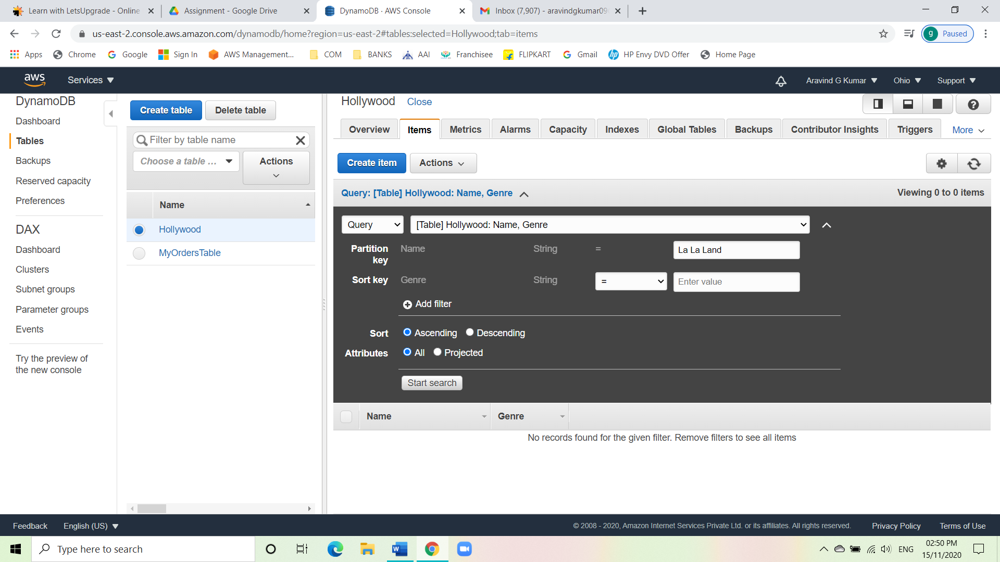 Learn with LetsUpgrade - Online
Assignment - Google Drive
DynamoDB · AWS Console
Inbox (7,907) - aravindgkumar09
us-east-2.console.aws.amazon.com/dynamodb/home?region=us-east-2#tables:selected=Hollywood;tab=items
g Paused
Apps Chrome Google Sign In AWS Management... COM BANKS AAI Franchisee FLIPKART Gmail HP Envy DVD Offer Home Page
aws Services Aravind G Kumar Ohio Support
DynamoDB
Dashboard
Tables
Backups
Reserved capacity
Preferences
DAX
Dashboard
Clusters
Subnet groups
Parameter groups
Events
Try the preview of
the new console
Create table Delete table
Filter by table name
Choose a table ... Actions
Name
Hollywood
MyOrdersTable
Hollywood Close
Overview Items Metrics Alarms Capacity Indexes Global Tables Backups Contributor Insights Triggers More
Create item Actions
Query: [Table] Hollywood: Name, Genre Viewing 0 to 0 items
Query [Table] Hollywood: Name, Genre
Partition key Name String = La La Land
Sort key Genre String = Enter value
Add filter
Sort Ascending Descending
Attributes All Projected
Start search
Name Genre
No records found for the given filter. Remove filters to see all items
Feedback English (US) © 2008 - 2020, Amazon Internet Services Private Ltd. or its affiliates. All rights reserved. Privacy Policy Terms of Use
Type here to search
ENG
02:50 PM
15/11/2020